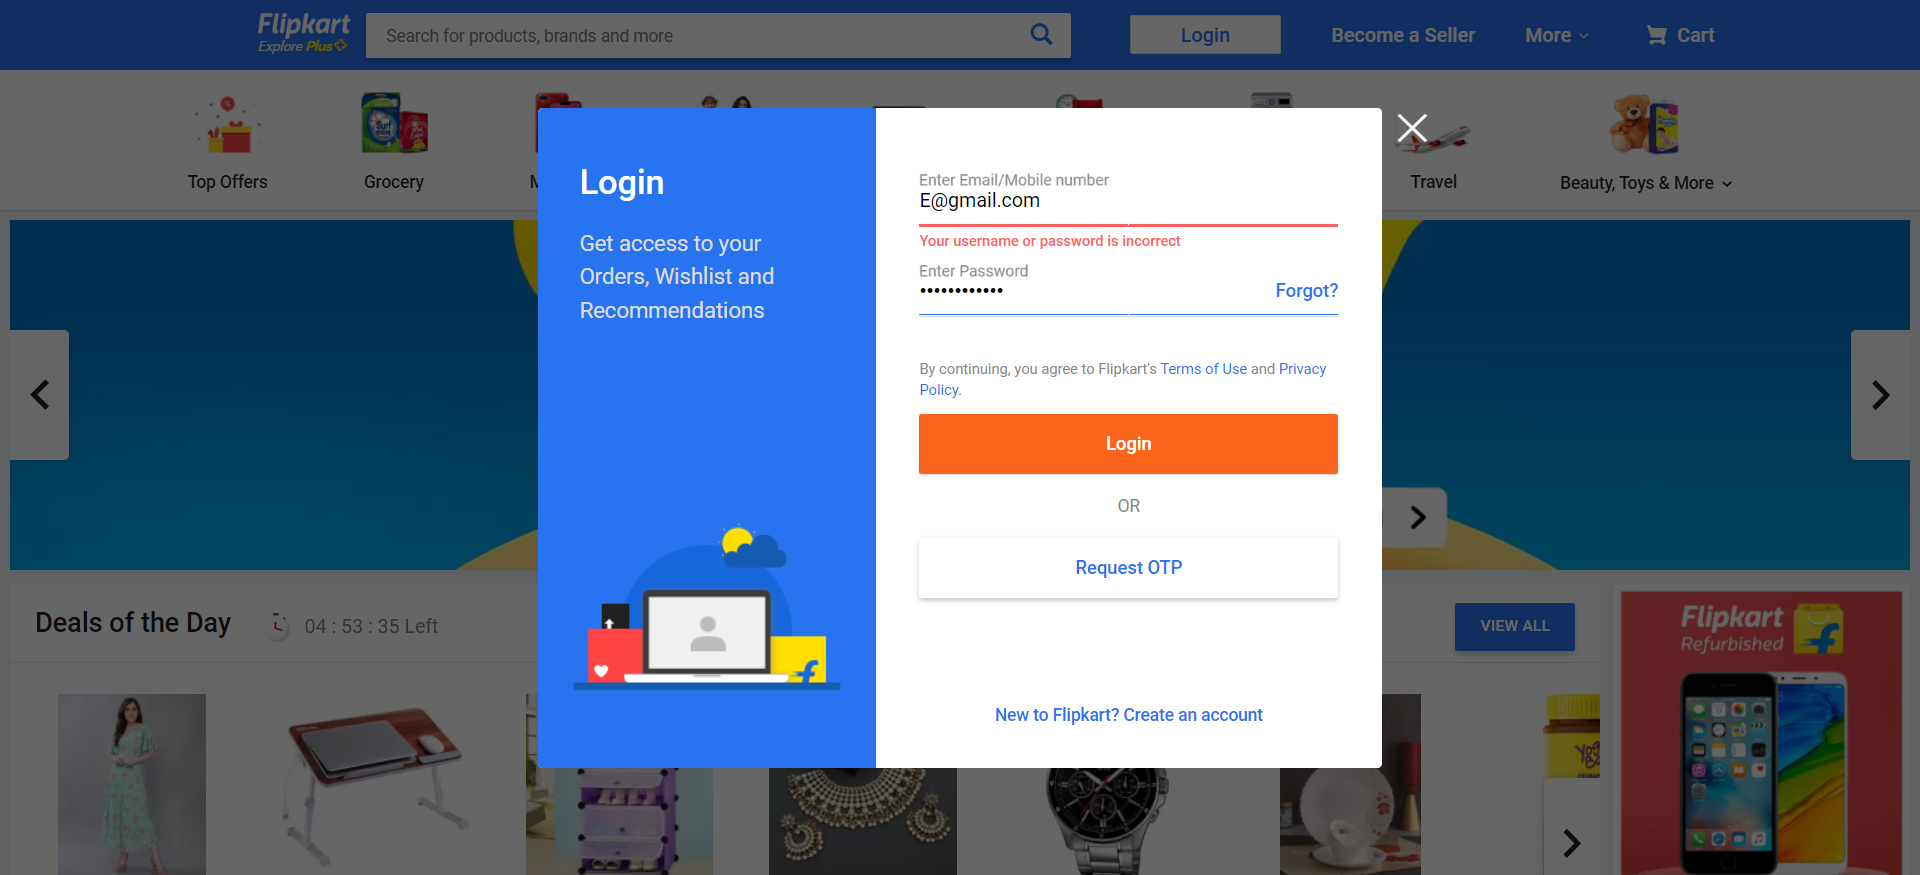 Flipkart
Explore Plus
Search for products, brands and more
Login
Become a Seller
More
Cart
Top Offers
Grocery
Travel
Beauty, Toys & More
Login
Get access to your
Orders, Wishlist and
Recommendations
Enter Email/Mobile number
E@gmail.com
Your username or password is incorrect
Enter Password
••••••••••••
Forgot?
By continuing, you agree to Flipkart's Terms of Use and Privacy
Policy.
Login
OR
Request OTP
New to Flipkart? Create an account
Deals of the Day
04 : 53 : 35 Left
VIEW ALL
Flipkart
Refurbished